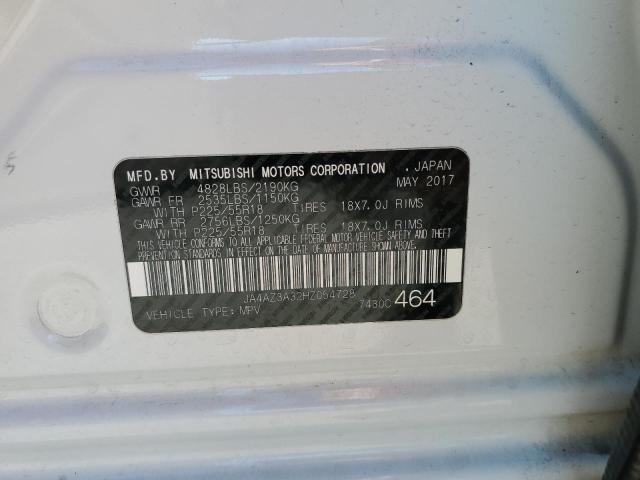 MFD.BY MITSUBISHI MOTORS CORPORATION . JAPAN
GVWR 4828LBS/2190KG MAY 2017
GAWR FR 2535LBS/1150KG
WITH P225/55R18 TIRES 18X7.0J RIMS
GAWR RR 2756LBS/1250KG
WITH P225/55R18 TIRES 18X7.0J RIMS
THIS VEHICLE CONFORMS TO ALL APPLICABLE FEDERAL MOTOR VEHICLE SAFETY AND THEFT
PREVENTION STANDARDS IN EFFECT ON THE DATE OF MANUFACTURE SHOWN ABOVE.
JA4AZ3A32HZ054728
VEHICLE TYPE: MPV 7430C 464